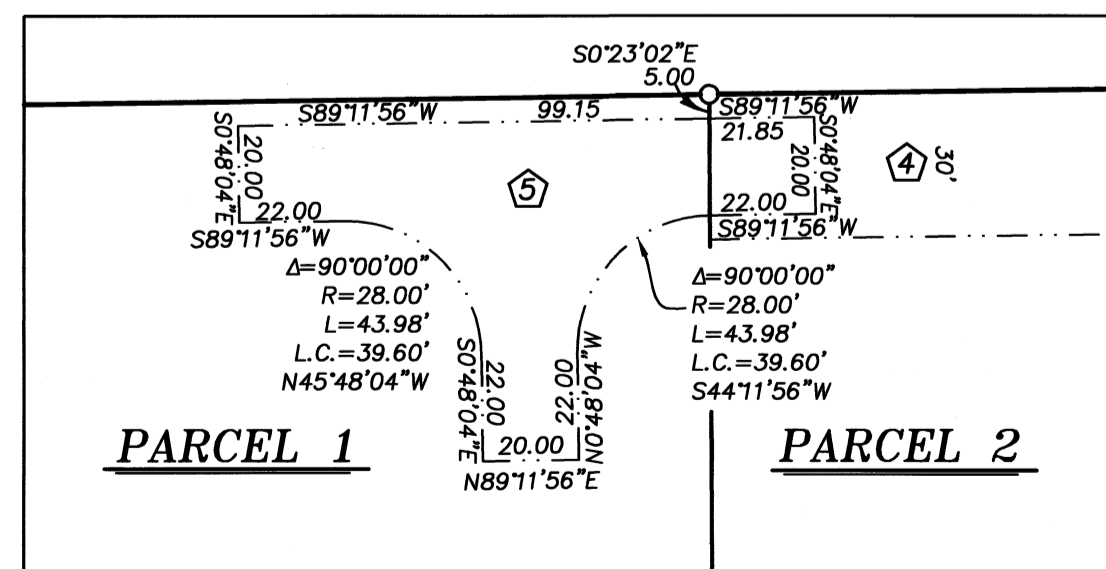 S0°23'02"E
5.00
S89°11'56"W
99.15
S89°11'56"W
21.85
S0°48'04"E
20.00
22.00
S89°11'56"W
5
S0°48'04"E
20.00
4
30'
22.00
S89°11'56"W
Δ=90°00'00"
R=28.00'
L=43.98'
L.C.=39.60'
N45°48'04"W
Δ=90°00'00"
R=28.00'
L=43.98'
L.C.=39.60'
S44°11'56"W
S0°48'04"E
22.00
22.00
N0°48'04"W
20.00
N89°11'56"E
PARCEL 1
PARCEL 2